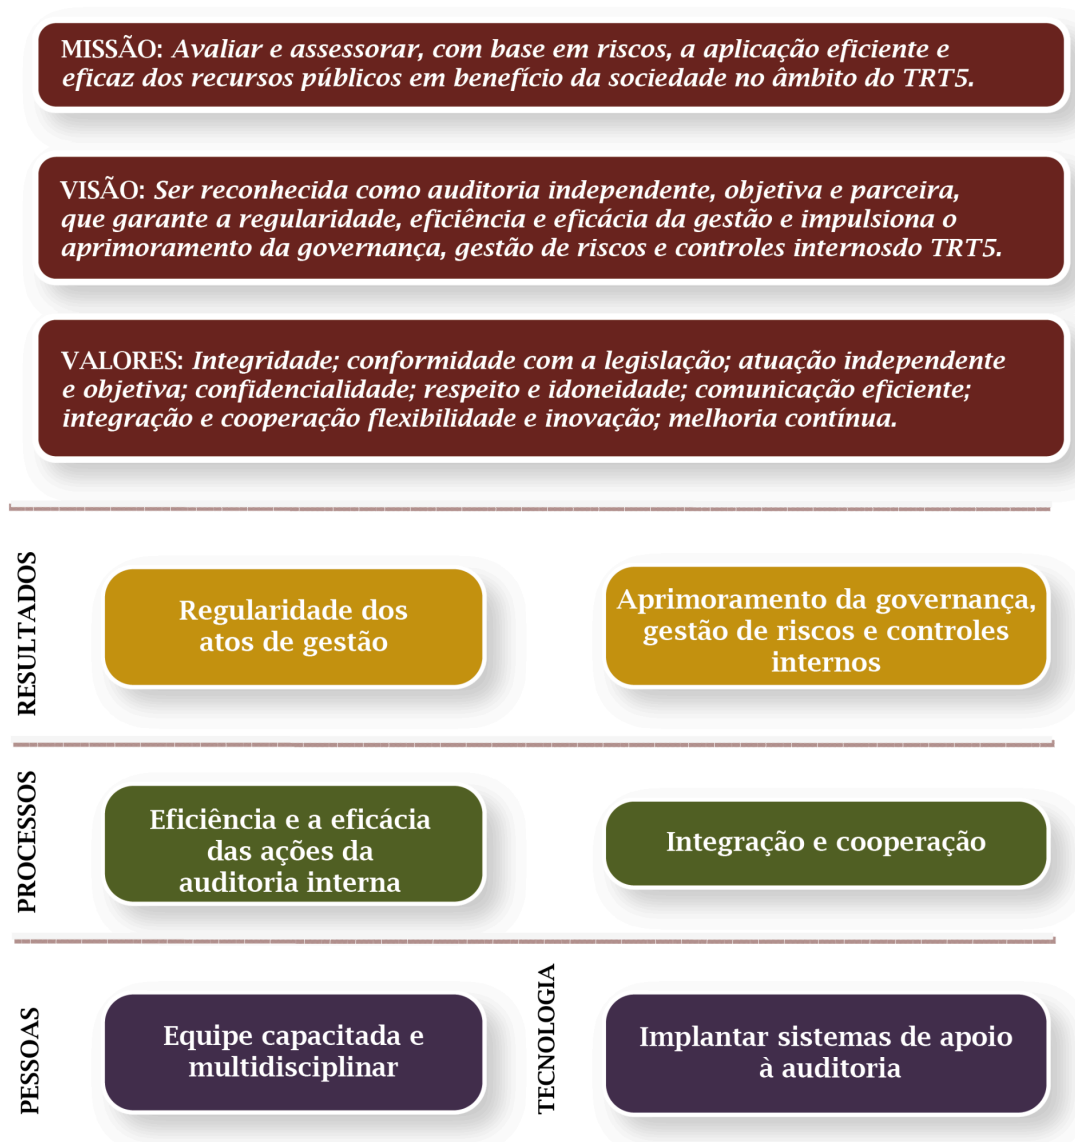 MISSÃO: Avaliar e assessorar, com base em riscos, a aplicação eficiente e
eficaz dos recursos públicos em benefício da sociedade no âmbito do TRT5.
VISÃO: Ser reconhecida como auditoria independente, objetiva e parceira,
que garante a regularidade, eficiência e eficácia da gestão e impulsiona o
aprimoramento da governança, gestão de riscos e controles internosdo TRT5.
VALORES: Integridade; conformidade com a legislação; atuação independente
e objetiva; confidencialidade; respeito e idoneidade; comunicação eficiente;
integração e cooperação flexibilidade e inovação; melhoria contínua.
RESULTADOS
Regularidade dos
atos de gestão
Aprimoramento da governança,
gestão de riscos e controles
internos
PROCESSOS
Eficiência e a eficácia
das ações da
auditoria interna
Integração e cooperação
PESSOAS
Equipe capacitada e
multidisciplinar
TECNOLOGIA
Implantar sistemas de apoio
à auditoria